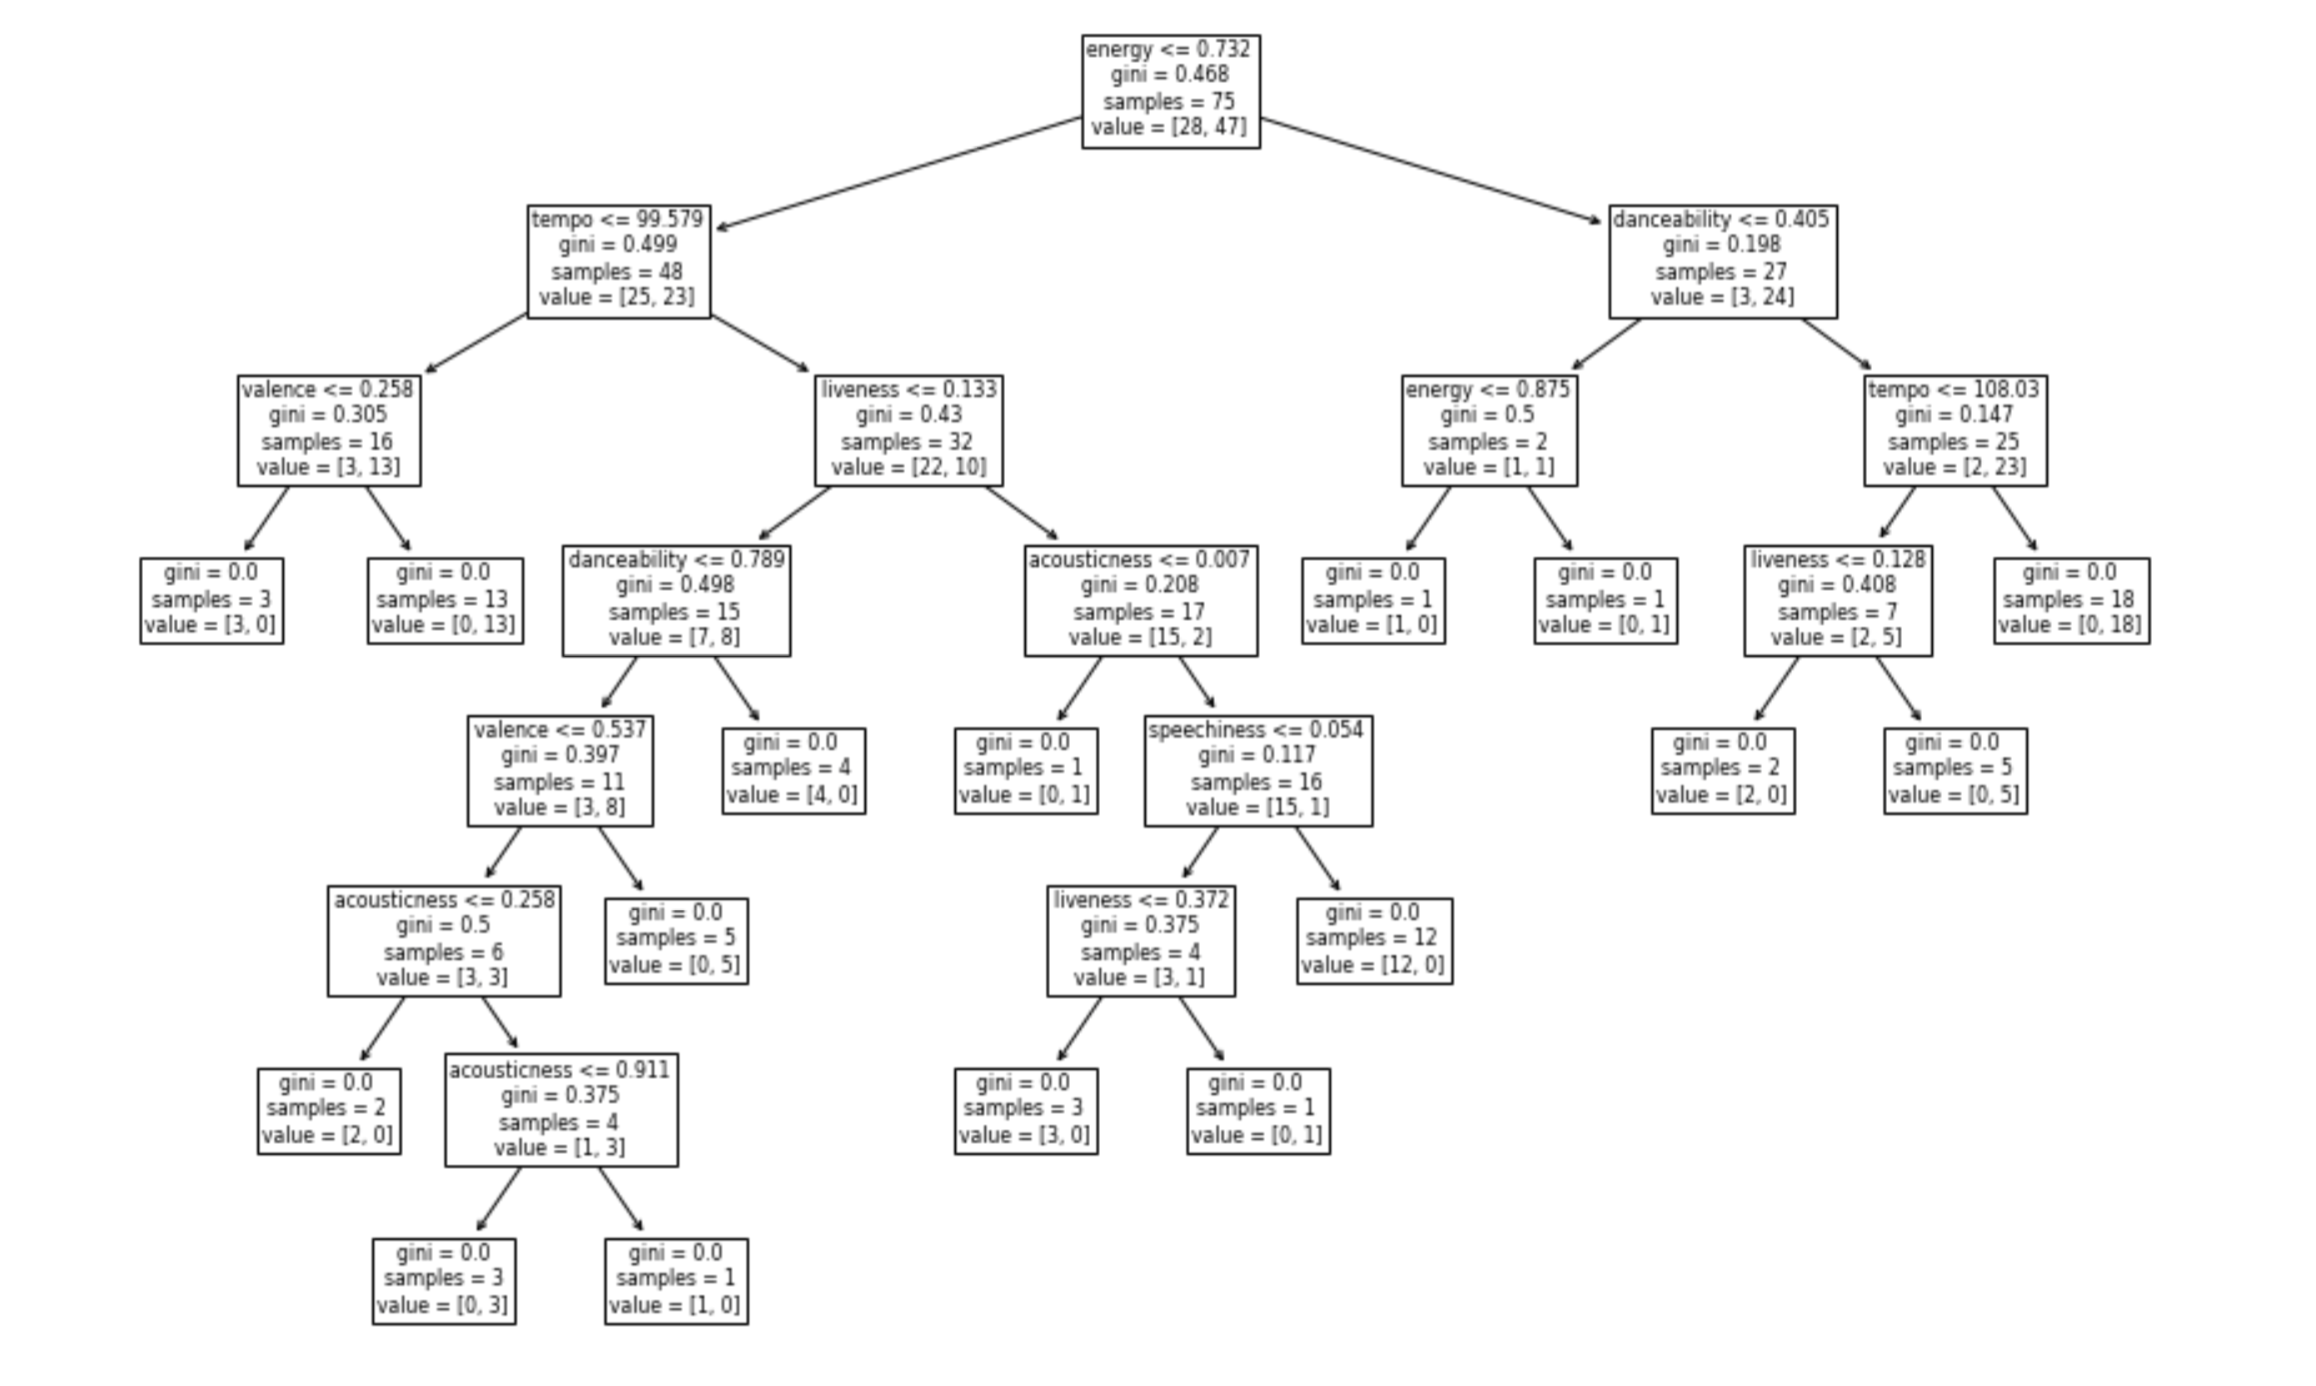 energy <= 0.732
gini = 0.468
samples = 75
value = [28, 47]
tempo <= 99.579
gini = 0.499
samples = 48
value = [25, 23]
danceability <= 0.405
gini = 0.198
samples = 27
value = [3, 24]
valence <= 0.258
gini = 0.305
samples = 16
value = [3, 13]
liveness <= 0.133
gini = 0.43
samples = 32
value = [22, 10]
energy <= 0.875
gini = 0.5
samples = 2
value = [1, 1]
tempo <= 108.03
gini = 0.147
samples = 25
value = [2, 23]
gini = 0.0
samples = 3
value = [3, 0]
gini = 0.0
samples = 13
value = [0, 13]
danceability <= 0.789
gini = 0.498
samples = 15
value = [7, 8]
acousticness <= 0.007
gini = 0.208
samples = 17
value = [15, 2]
gini = 0.0
samples = 1
value = [1, 0]
gini = 0.0
samples = 1
value = [0, 1]
liveness <= 0.128
gini = 0.408
samples = 7
value = [2, 5]
gini = 0.0
samples = 18
value = [0, 18]
valence <= 0.537
gini = 0.397
samples = 11
value = [3, 8]
gini = 0.0
samples = 4
value = [4, 0]
gini = 0.0
samples = 1
value = [0, 1]
speechiness <= 0.054
gini = 0.117
samples = 16
value = [15, 1]
gini = 0.0
samples = 2
value = [2, 0]
gini = 0.0
samples = 5
value = [0, 5]
acousticness <= 0.258
gini = 0.5
samples = 6
value = [3, 3]
gini = 0.0
samples = 5
value = [0, 5]
liveness <= 0.372
gini = 0.375
samples = 4
value = [3, 1]
gini = 0.0
samples = 12
value = [12, 0]
gini = 0.0
samples = 2
value = [2, 0]
acousticness <= 0.911
gini = 0.375
samples = 4
value = [1, 3]
gini = 0.0
samples = 3
value = [3, 0]
gini = 0.0
samples = 1
value = [0, 1]
gini = 0.0
samples = 3
value = [0, 3]
gini = 0.0
samples = 1
value = [1, 0]